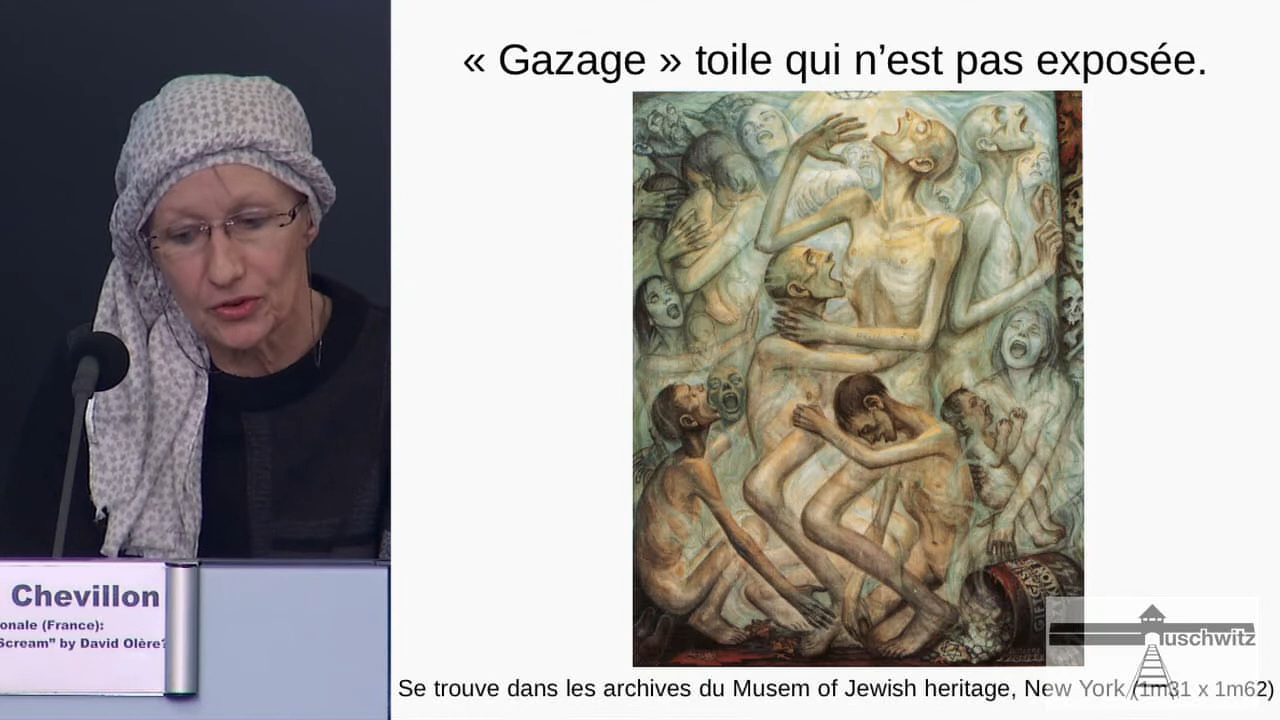 « Gazage » toile qui n’est pas exposée.
Chevillon
onale (France):
Scream” by David Olère?
uschwitz
Se trouve dans les archives du Musem of Jewish heritage, New York (1m31 x 1m62)